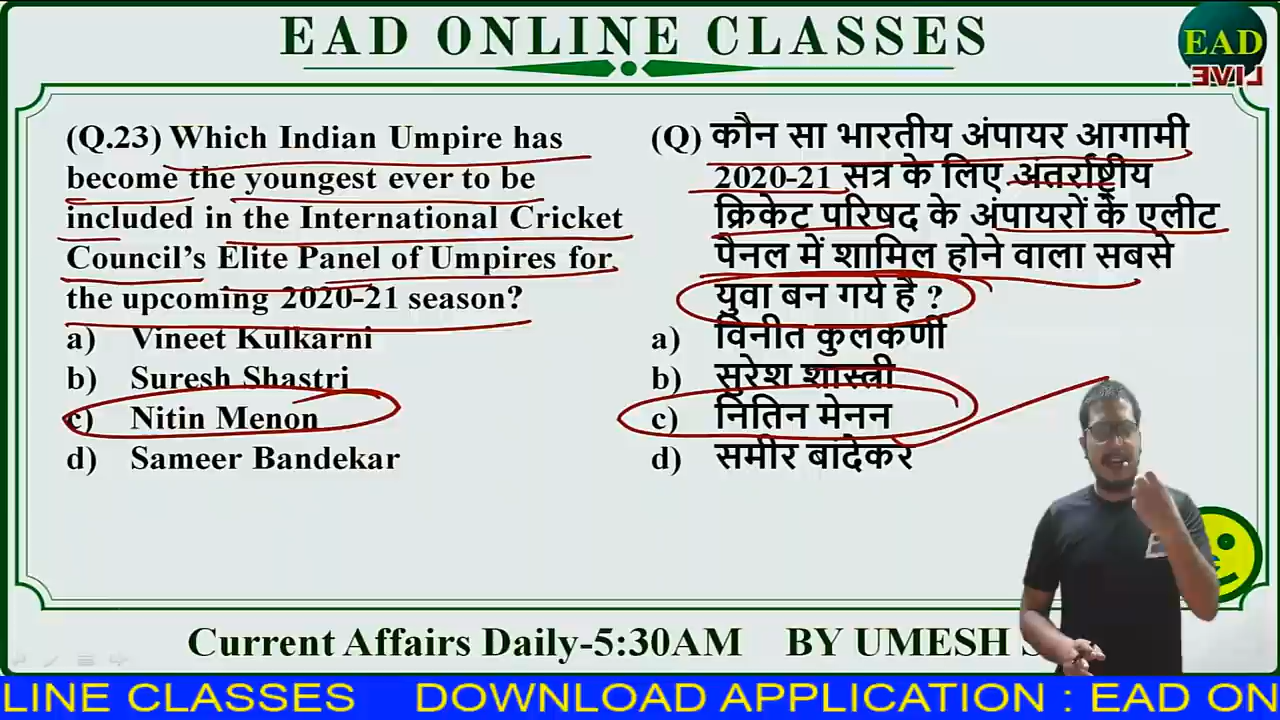 EAD ONLINE CLASSES
EAD
LIVE
(Q.23) Which Indian Umpire has
become the youngest ever to be
included in the International Cricket
Council's Elite Panel of Umpires for
the upcoming 2020-21 season?
a) Vineet Kulkarni
b) Suresh Shastri
c) Nitin Menon
d) Sameer Bandekar
(Q) कौन सा भारतीय अंपायर आगामी
2020-21 सत्र के लिए अंतर्राष्ट्रीय
क्रिकेट परिषद के अंपायरों के एलीट
पैनल में शामिल होने वाला सबसे
युवा बन गये है ?
a) विनीत कुलकर्णी
b) सुरेश शास्त्री
c) नितिन मेनन
d) समीर बांदेकर
Current Affairs Daily-5:30AM BY UMESH
LINE CLASSES DOWNLOAD APPLICATION : EAD ON